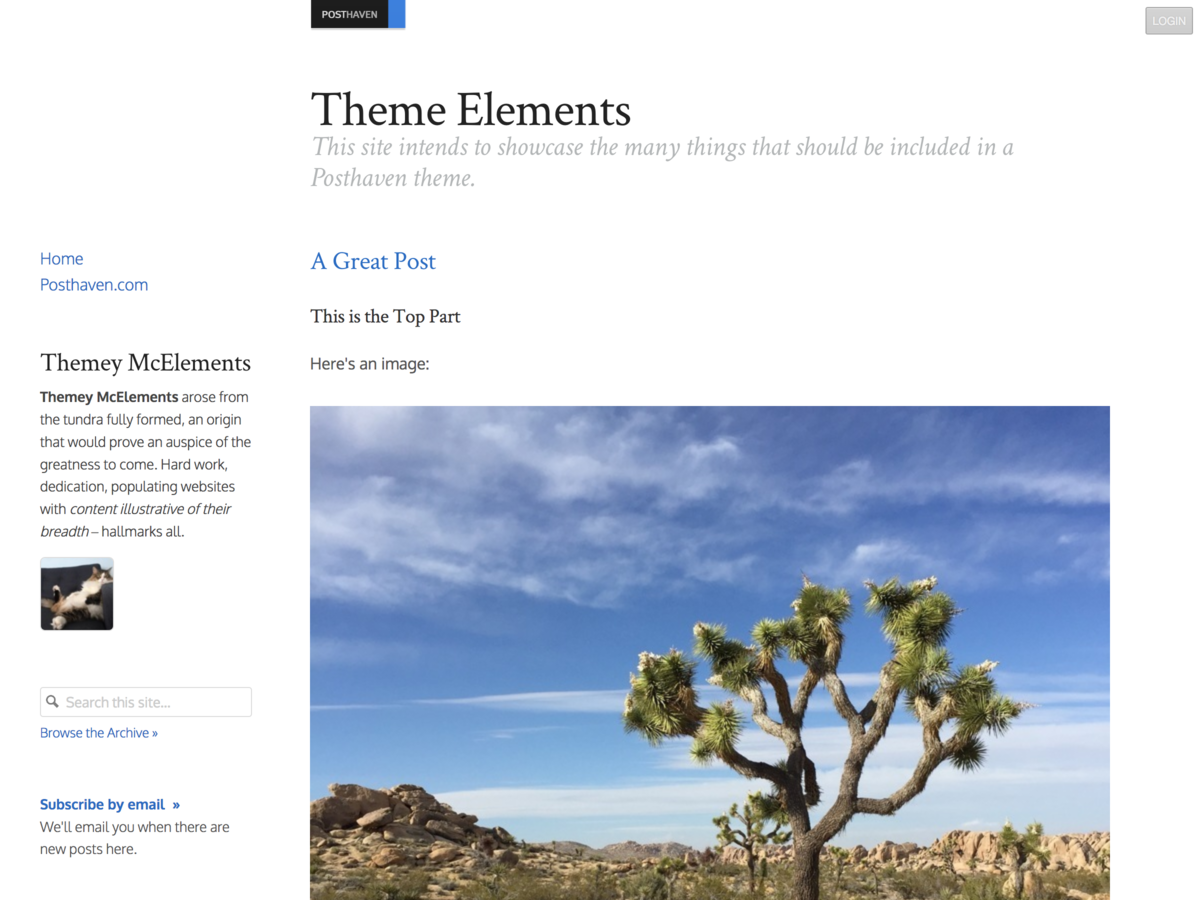 POSTHAVEN
LOGIN
Theme Elements
This site intends to showcase the many things that should be included in a
Posthaven theme.
Home
Posthaven.com
Themey McElements
Themey McElements arose from
the tundra fully formed, an origin
that would prove an auspice of the
greatness to come. Hard work,
dedication, populating websites
with content illustrative of their
breadth – hallmarks all.
Search this site...
Browse the Archive »
Subscribe by email »
We'll email you when there are
new posts here.
A Great Post
This is the Top Part
Here's an image: